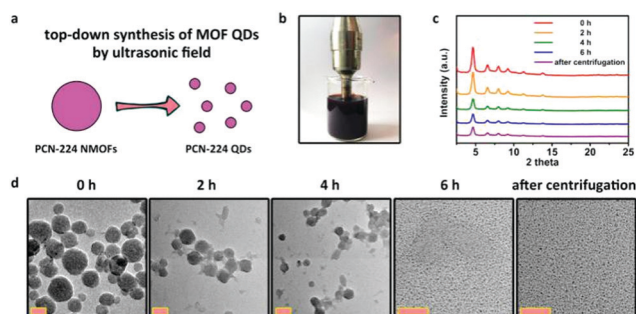 a
top-down synthesis of MOF QDs
by ultrasonic field
PCN-224 NMOFs
PCN-224 QDs
b
c
Intensity (a.u.)
0 h
2 h
4 h
6 h
after centrifugation
5 10 15 20 25
2 theta
d
0 h 2 h 4 h 6 h after centrifugation